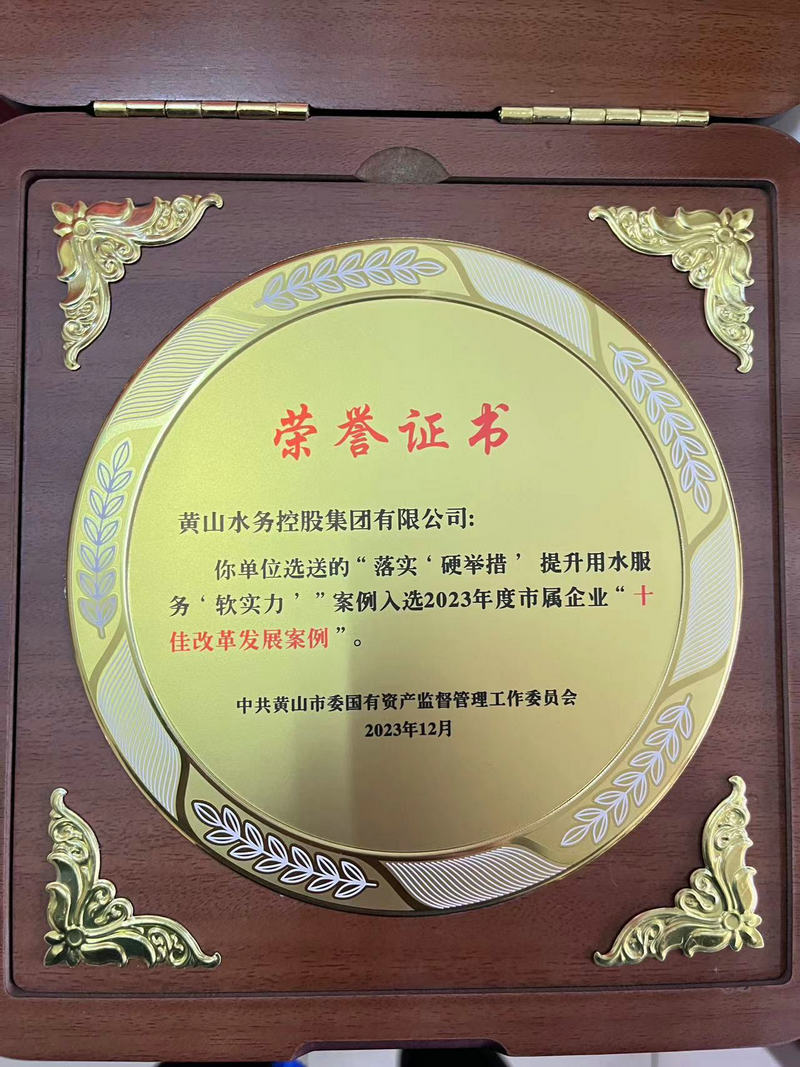 荣誉证书
黄山水务控股集团有限公司：
你单位选送的“落实‘硬举措’ 提升用水服
务‘软实力’”案例入选2023年度市属企业“十
佳改革发展案例”。
中共黄山市委国有资产监督管理工作委员会
2023年12月